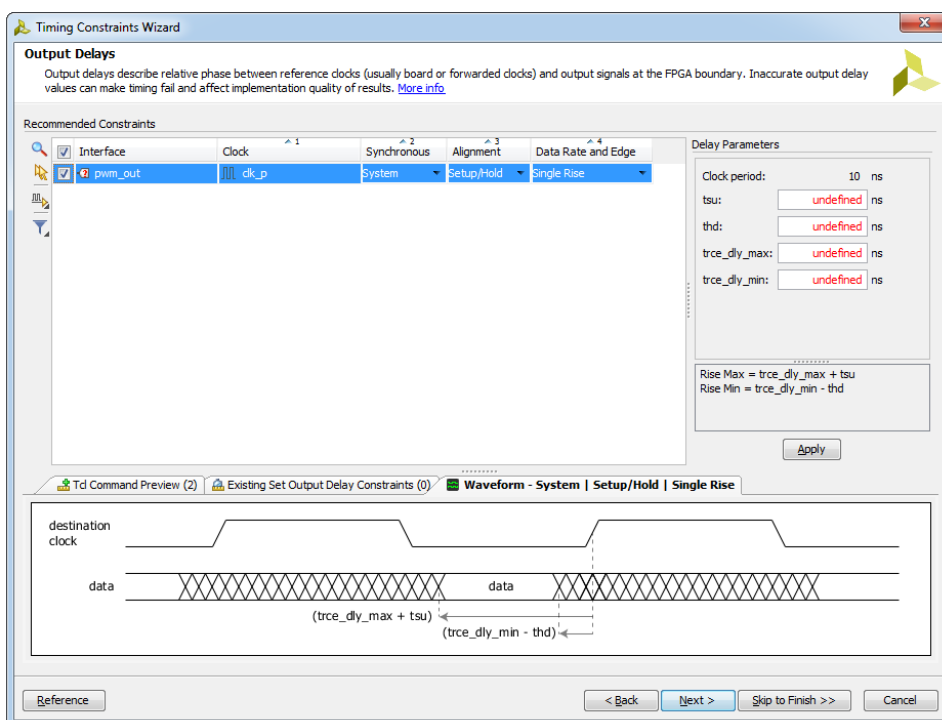 Timing Constraints Wizard
Output Delays
Output delays describe relative phase between reference clocks (usually board or forwarded clocks) and output signals at the FPGA boundary. Inaccurate output delay
values can make timing fail and affect implementation quality of results. More info
Recommended Constraints
Interface Clock 1 Synchronous 2 Alignment 3 Data Rate and Edge 4
2 pwm_out clk_p System Setup/Hold Single Rise
Delay Parameters
Clock period: 10 ns
tsu: undefined ns
thd: undefined ns
trce_dly_max: undefined ns
trce_dly_min: undefined ns
Rise Max = trce_dly_max + tsu
Rise Min = trce_dly_min - thd
Apply
Tcl Command Preview (2) Existing Set Output Delay Constraints (0) Waveform - System | Setup/Hold | Single Rise
destination
clock
data data
(trce_dly_max + tsu)
(trce_dly_min - thd)
Reference < Back Next > Skip to Finish >> Cancel